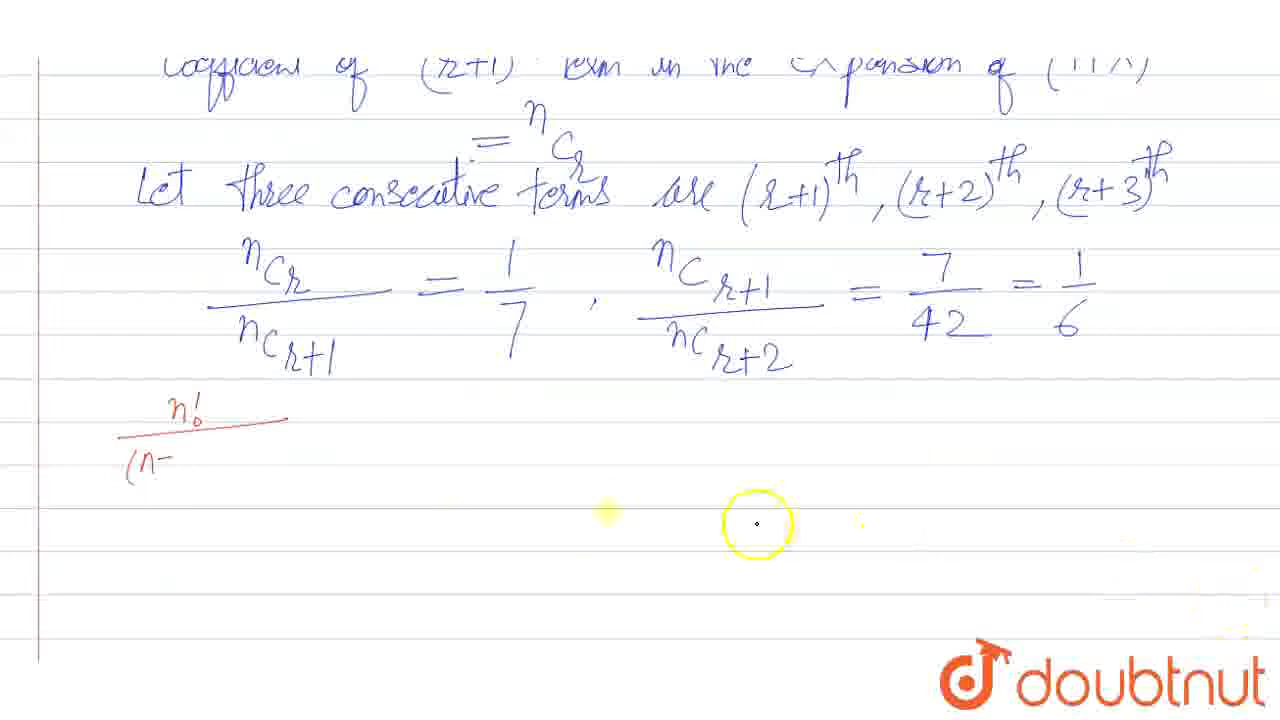 Coefficient of (r+1) term in the expansion of (1+x)
= ⁿCᵣ
Let three consecutive terms are (r+1)ᵗʰ, (r+2)ᵗʰ, (r+3)ᵗʰ
ⁿCᵣ / ⁿCᵣ₊₁ = 1/7 , ⁿCᵣ₊₁ / ⁿCᵣ₊₂ = 7/42 = 1/6
n! / (n-
doubtnut